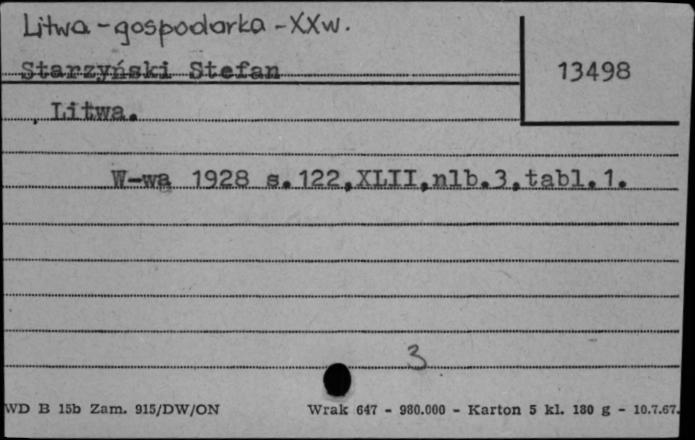 Litwa - gospodarka - XX w.
Starzyński Stefan
13498
Litwa.
W-wa 1928 s.122,XLII,nlb.3,tabl.1.
3
WD B 15b Zam. 915/DW/ON
Wrak 647 - 980.000 - Karton 5 kl. 180 g - 10.7.67.